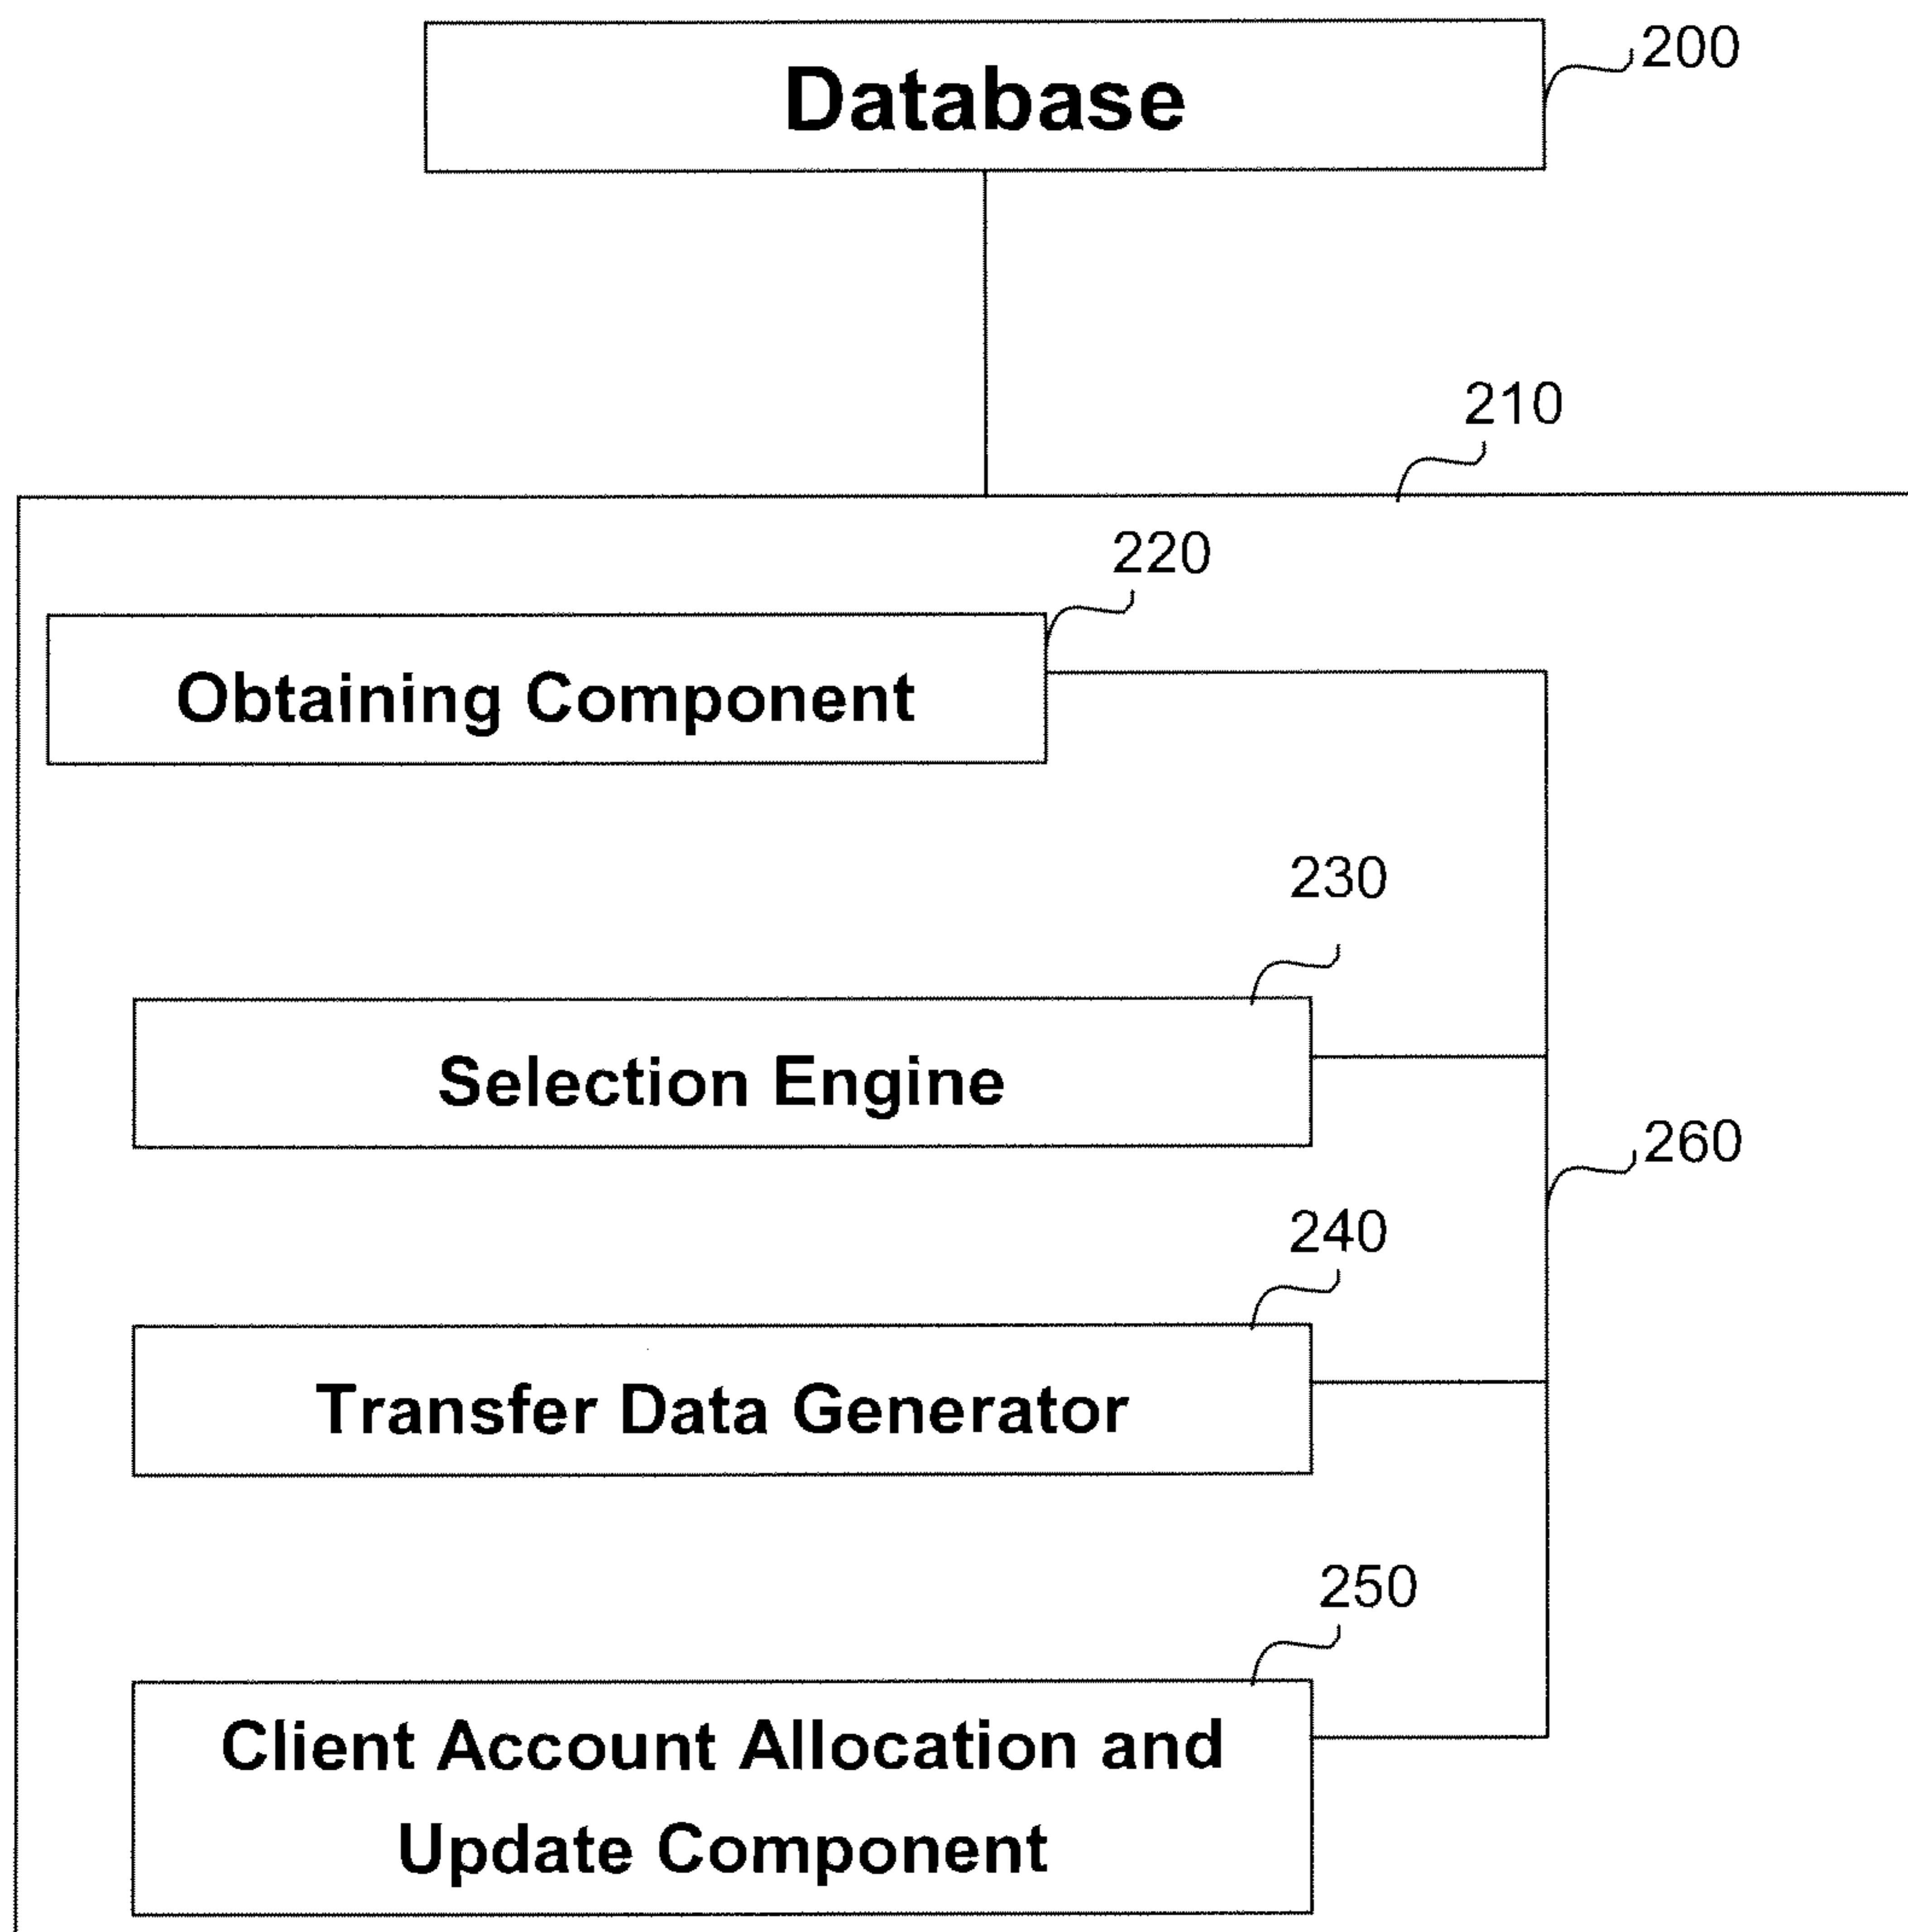 Database
200
210
220
Obtaining Component
230
Selection Engine
260
240
Transfer Data Generator
250
Client Account Allocation and
Update Component